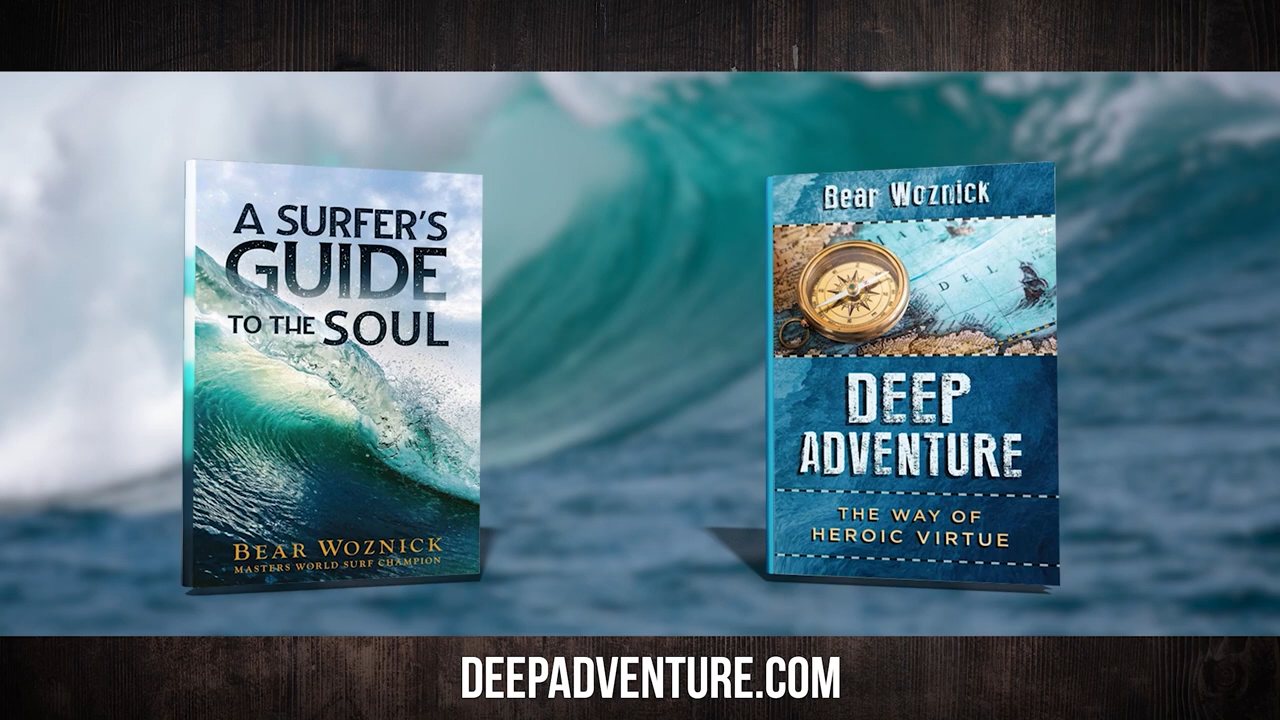 A SURFER'S
GUIDE
TO THE SOUL
BEAR WOZNICK
MASTERS WORLD SURF CHAMPION
Bear Woznick
DEL
DEEP
ADVENTURE
THE WAY OF
HEROIC VIRTUE
DEEPADVENTURE.COM